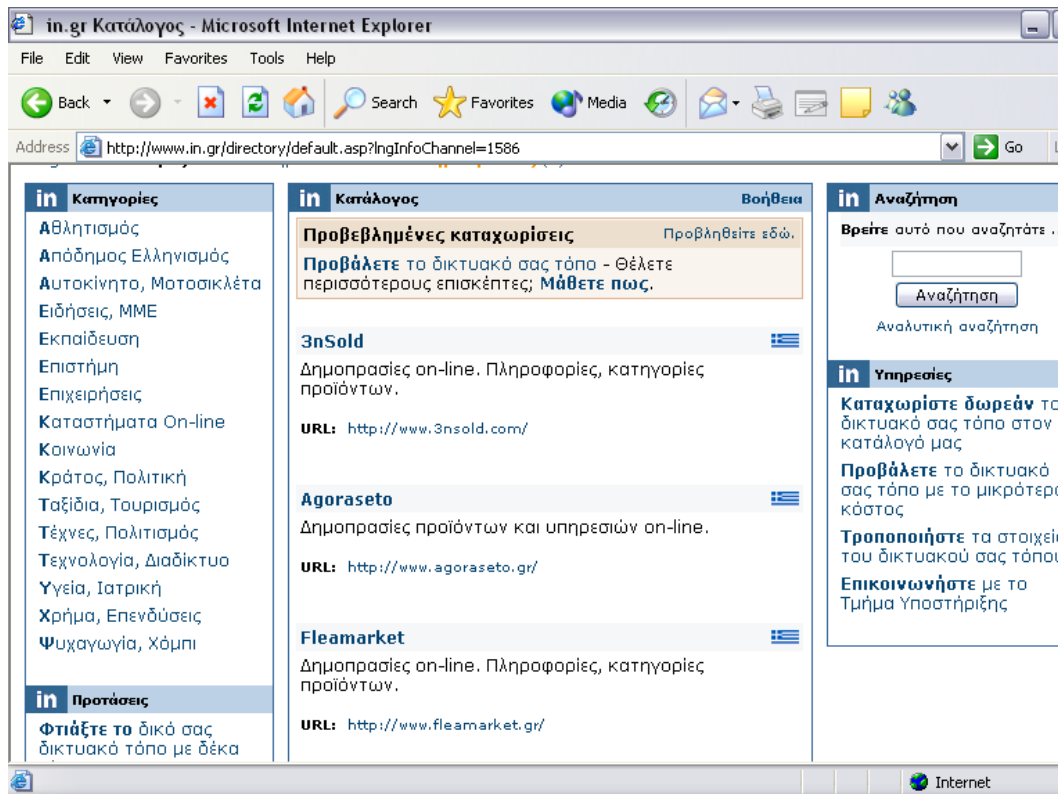 in.gr Κατάλογος - Microsoft Internet Explorer
File Edit View Favorites Tools Help
Back Search Favorites Media
Address http://www.in.gr/directory/default.asp?lngInfoChannel=1586 Go
in Κατηγορίες
Αθλητισμός
Απόδημος Ελληνισμός
Αυτοκίνητο, Μοτοσικλέτα
Ειδήσεις, ΜΜΕ
Εκπαίδευση
Επιστήμη
Επιχειρήσεις
Καταστήματα On-line
Κοινωνία
Κράτος, Πολιτική
Ταξίδια, Τουρισμός
Τέχνες, Πολιτισμός
Τεχνολογία, Διαδίκτυο
Υγεία, Ιατρική
Χρήμα, Επενδύσεις
Ψυχαγωγία, Χόμπι
in Προτάσεις
Φτιάξτε το δικό σας
δικτυακό τόπο με δέκα
in Κατάλογος Βοήθεια
Προβεβλημένες καταχωρίσεις Προβληθείτε εδώ.
Προβάλετε το δικτυακό σας τόπο - Θέλετε
περισσότερους επισκέπτες; Μάθετε πως.
3nSold
Δημοπρασίες on-line. Πληροφορίες, κατηγορίες
προϊόντων.
URL: http://www.3nsold.com/
Agoraseto
Δημοπρασίες προϊόντων και υπηρεσιών on-line.
URL: http://www.agoraseto.gr/
Fleamarket
Δημοπρασίες on-line. Πληροφορίες, κατηγορίες
προϊόντων.
URL: http://www.fleamarket.gr/
in Αναζήτηση
Βρείτε αυτό που αναζητάτε ..
Αναζήτηση
Αναλυτική αναζήτηση
in Υπηρεσίες
Καταχωρίστε δωρεάν το
δικτυακό σας τόπο στον
κατάλογό μας
Προβάλετε το δικτυακό
σας τόπο με το μικρότερο
κόστος
Τροποποιήστε τα στοιχεία
του δικτυακού σας τόπου
Επικοινωνήστε με το
Τμήμα Υποστήριξης
Internet